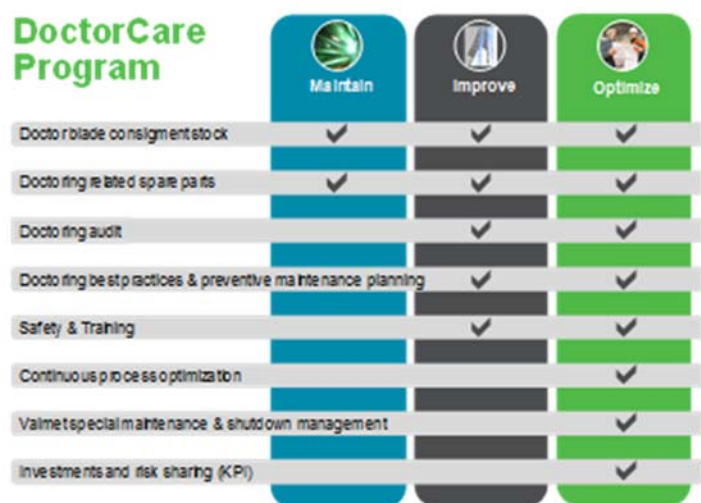 DoctorCare
Program
Maintain
Improve
Optimize
Doctor blade consigment stock
Doctoring related spare parts
Doctoring audit
Doctoring best practices & preventive maintenance planning
Safety & Training
Continuous process optimization
Valmet special maintenance & shutdown management
Investments and risk sharing (KPI)